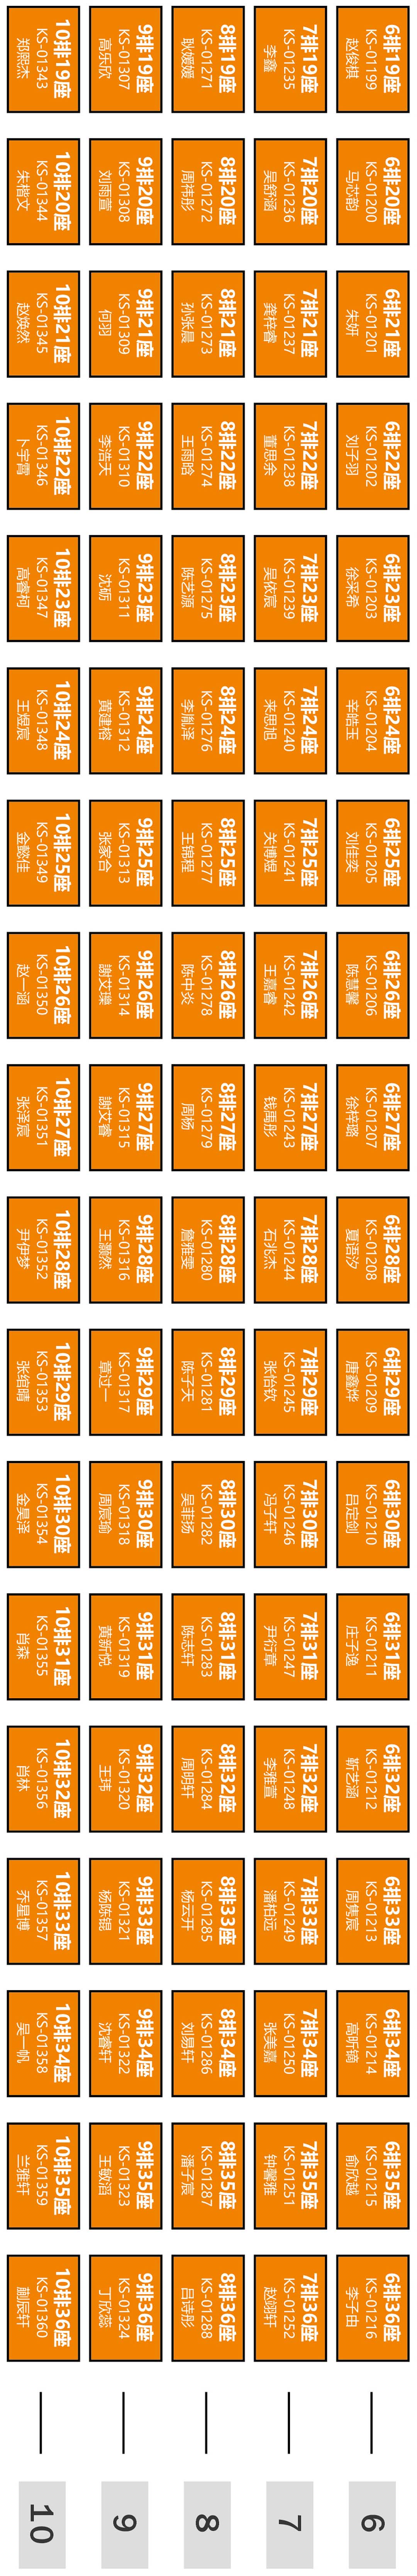 6排19座
KS-01199
赵俊棋
6排20座
KS-01200
马芯韵
6排21座
KS-01201
朱妍
6排22座
KS-01202
刘子羽
6排23座
KS-01203
徐采希
6排24座
KS-01204
辛皓玉
6排25座
KS-01205
刘佳奕
6排26座
KS-01206
陈慧馨
6排27座
KS-01207
徐梓璐
6排28座
KS-01208
夏语汐
6排29座
KS-01209
唐鑫烨
6排30座
KS-01210
吕定剑
6排31座
KS-01211
庄子逸
6排32座
KS-01212
靳艺涵
6排33座
KS-01213
周隽宸
6排34座
KS-01214
高昕镝
6排35座
KS-01215
俞欣越
6排36座
KS-01216
李子由
6
7排19座
KS-01235
李鑫
7排20座
KS-01236
吴舒涵
7排21座
KS-01237
龚梓睿
7排22座
KS-01238
董思余
7排23座
KS-01239
吴依宸
7排24座
KS-01240
来思旭
7排25座
KS-01241
关博煜
7排26座
KS-01242
王嘉睿
7排27座
KS-01243
钱禹彤
7排28座
KS-01244
石兆杰
7排29座
KS-01245
张怡钦
7排30座
KS-01246
冯子轩
7排31座
KS-01247
尹衍章
7排32座
KS-01248
李雅萱
7排33座
KS-01249
潘柏远
7排34座
KS-01250
张美嘉
7排35座
KS-01251
钟馨雅
7排36座
KS-01252
赵翊轩
7
8排19座
KS-01271
耿媛媛
8排20座
KS-01272
周祎彤
8排21座
KS-01273
孙张晨
8排22座
KS-01274
王雨晗
8排23座
KS-01275
陈艺源
8排24座
KS-01276
李胤泽
8排25座
KS-01277
王锦程
8排26座
KS-01278
陈中炎
8排27座
KS-01279
周杨
8排28座
KS-01280
詹雅雯
8排29座
KS-01281
陈子天
8排30座
KS-01282
吴菲扬
8排31座
KS-01283
陈志轩
8排32座
KS-01284
周明轩
8排33座
KS-01285
杨云开
8排34座
KS-01286
刘易轩
8排35座
KS-01287
潘子宸
8排36座
KS-01288
吕诗彤
8
9排19座
KS-01307
高乐欣
9排20座
KS-01308
刘雨萱
9排21座
KS-01309
何羽
9排22座
KS-01310
李浩天
9排23座
KS-01311
沈砺
9排24座
KS-01312
黄建榕
9排25座
KS-01313
张家合
9排26座
KS-01314
謝艾瑧
9排27座
KS-01315
謝艾睿
9排28座
KS-01316
王灏然
9排29座
KS-01317
章过一
9排30座
KS-01318
周宸瑜
9排31座
KS-01319
黄新悦
9排32座
KS-01320
王玮
9排33座
KS-01321
杨陈锟
9排34座
KS-01322
沈睿轩
9排35座
KS-01323
王敏滔
9排36座
KS-01324
丁欣蕊
9
10排19座
KS-01343
郑熙杰
10排20座
KS-01344
朱楷文
10排21座
KS-01345
赵焕然
10排22座
KS-01346
卜宇霄
10排23座
KS-01347
高睿柯
10排24座
KS-01348
王煜宸
10排25座
KS-01349
金懿佳
10排26座
KS-01350
赵一涵
10排27座
KS-01351
张泽宸
10排28座
KS-01352
尹伊梦
10排29座
KS-01353
张绾晴
10排30座
KS-01354
金昊泽
10排31座
KS-01355
肖森
10排32座
KS-01356
肖林
10排33座
KS-01357
乔星博
10排34座
KS-01358
吴一帆
10排35座
KS-01359
兰雅轩
10排36座
KS-01360
蒯辰轩
10